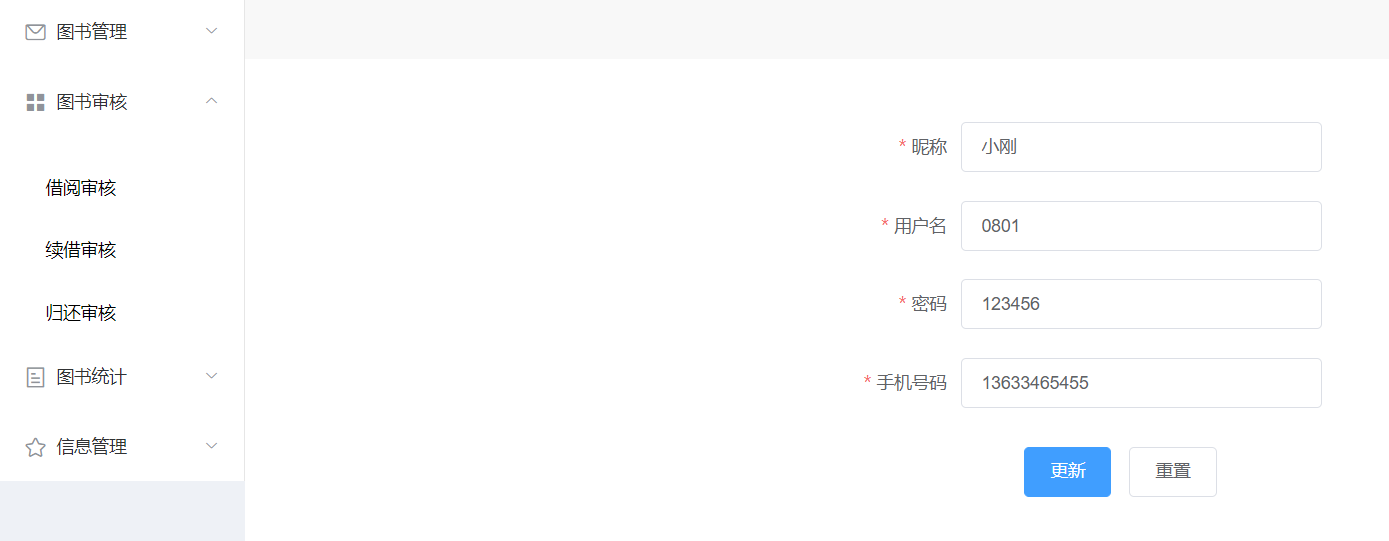 图书管理
图书审核
借阅审核
续借审核
归还审核
图书统计
信息管理
* 昵称 小刚
* 用户名 0801
* 密码 123456
* 手机号码 13633465455
更新 重置